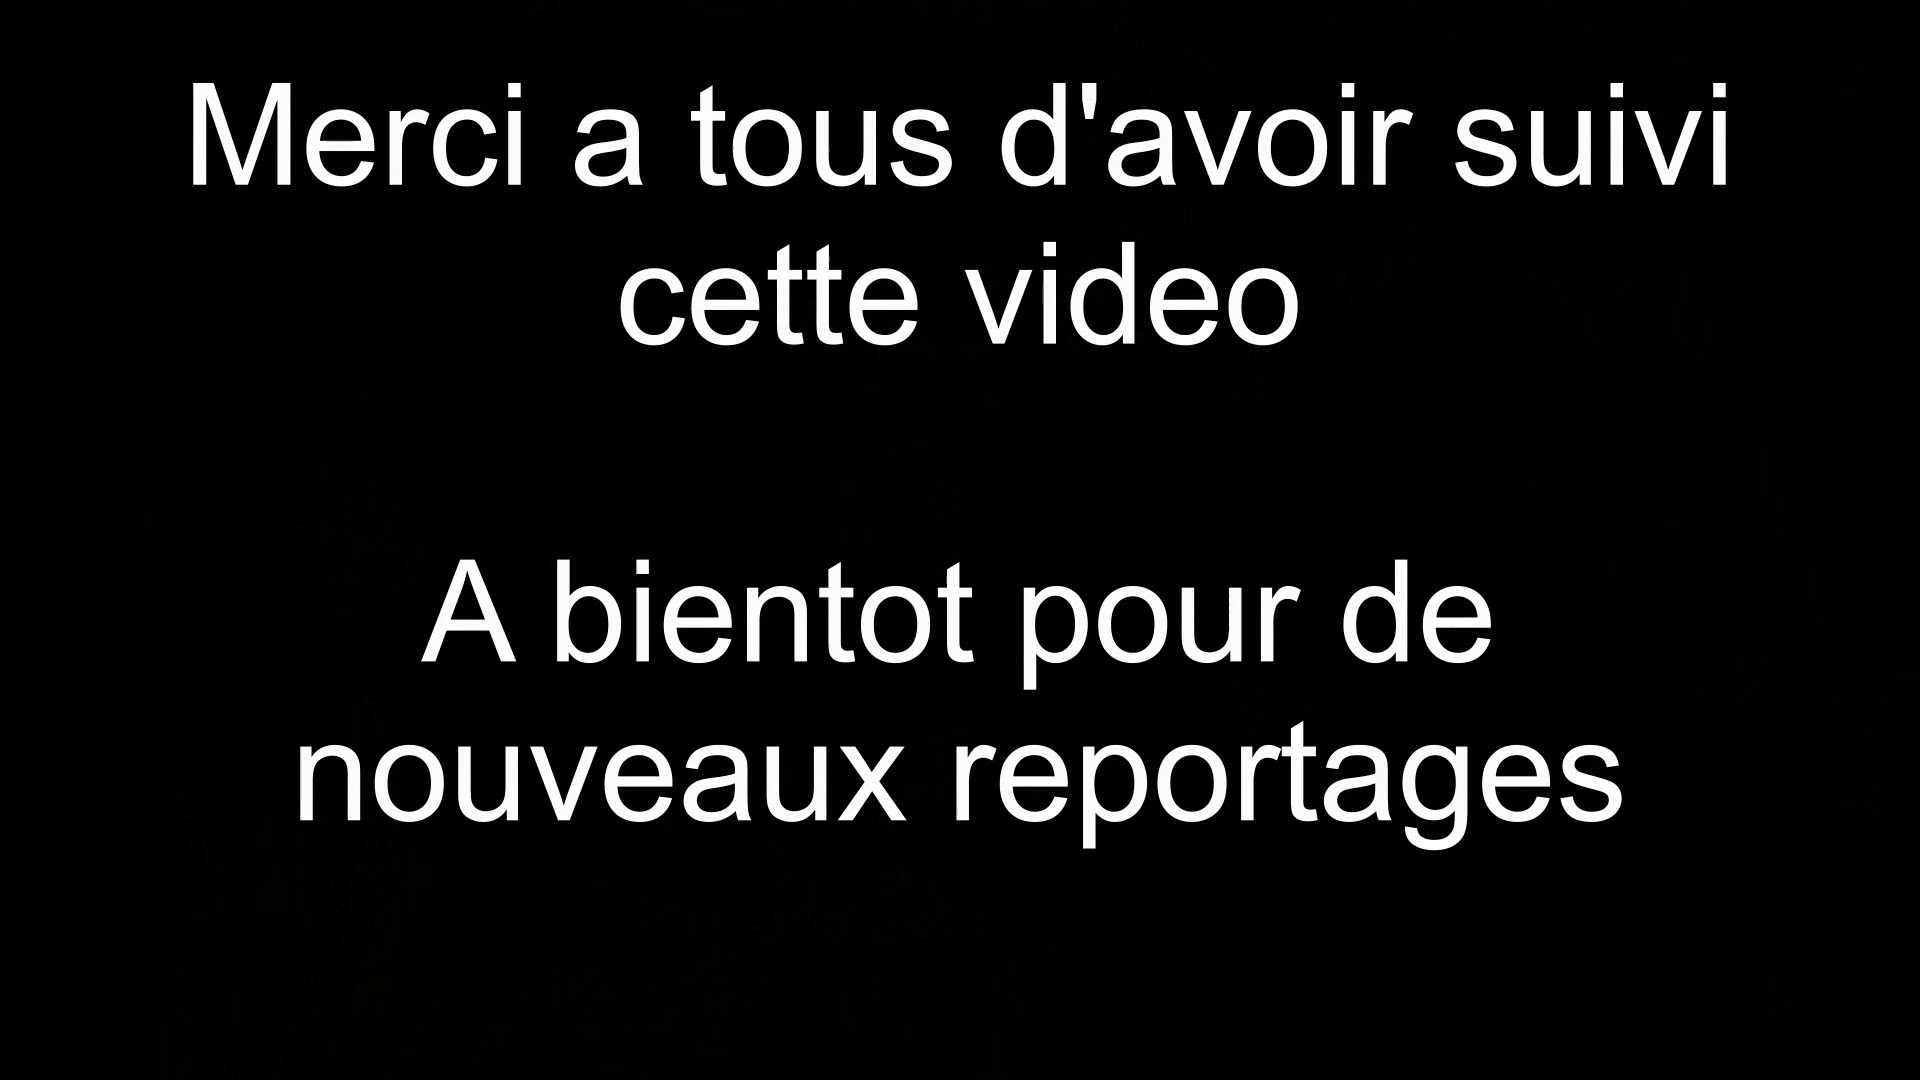 Merci a tous d'avoir suivi
cette video
A bientot pour de
nouveaux reportages